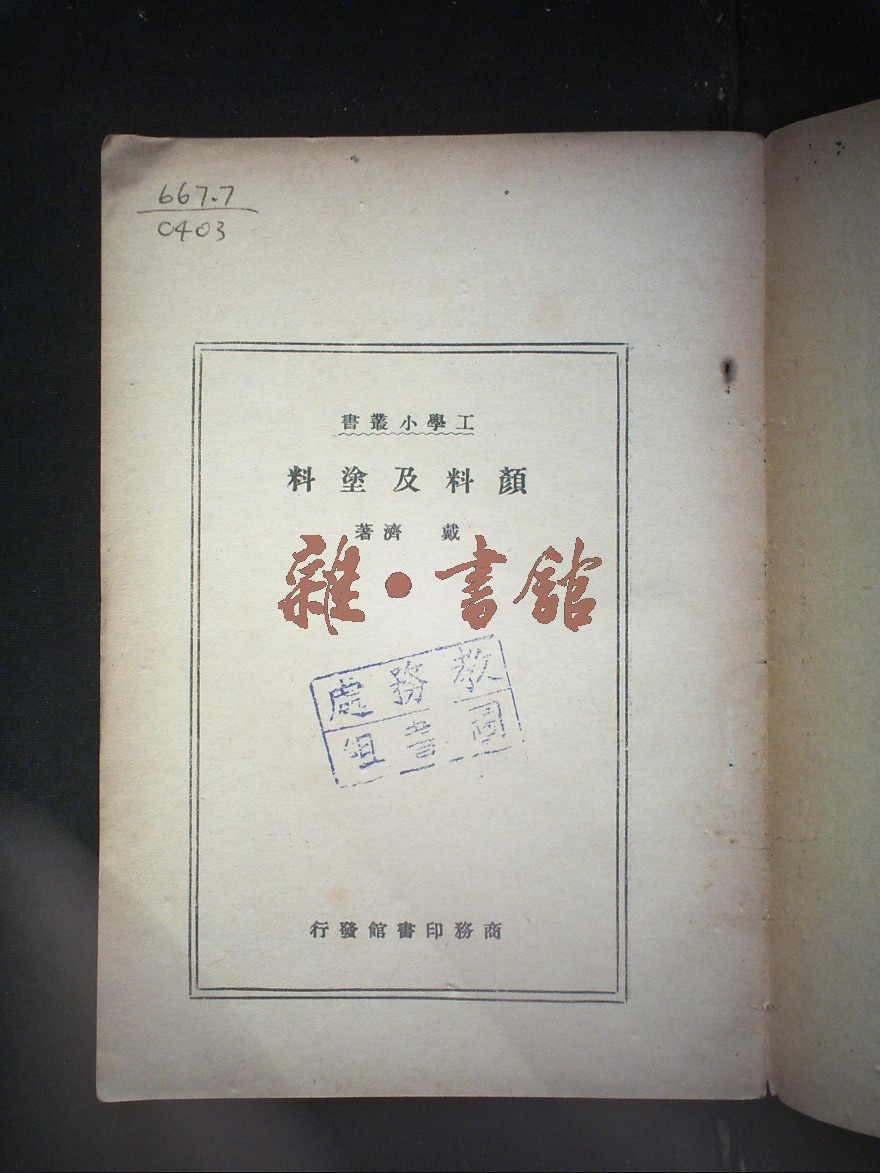 667.7
0403
工學小叢書
顏料及塗料
戴濟著
雜·書館
教務處
圖書組
商務印書館發行